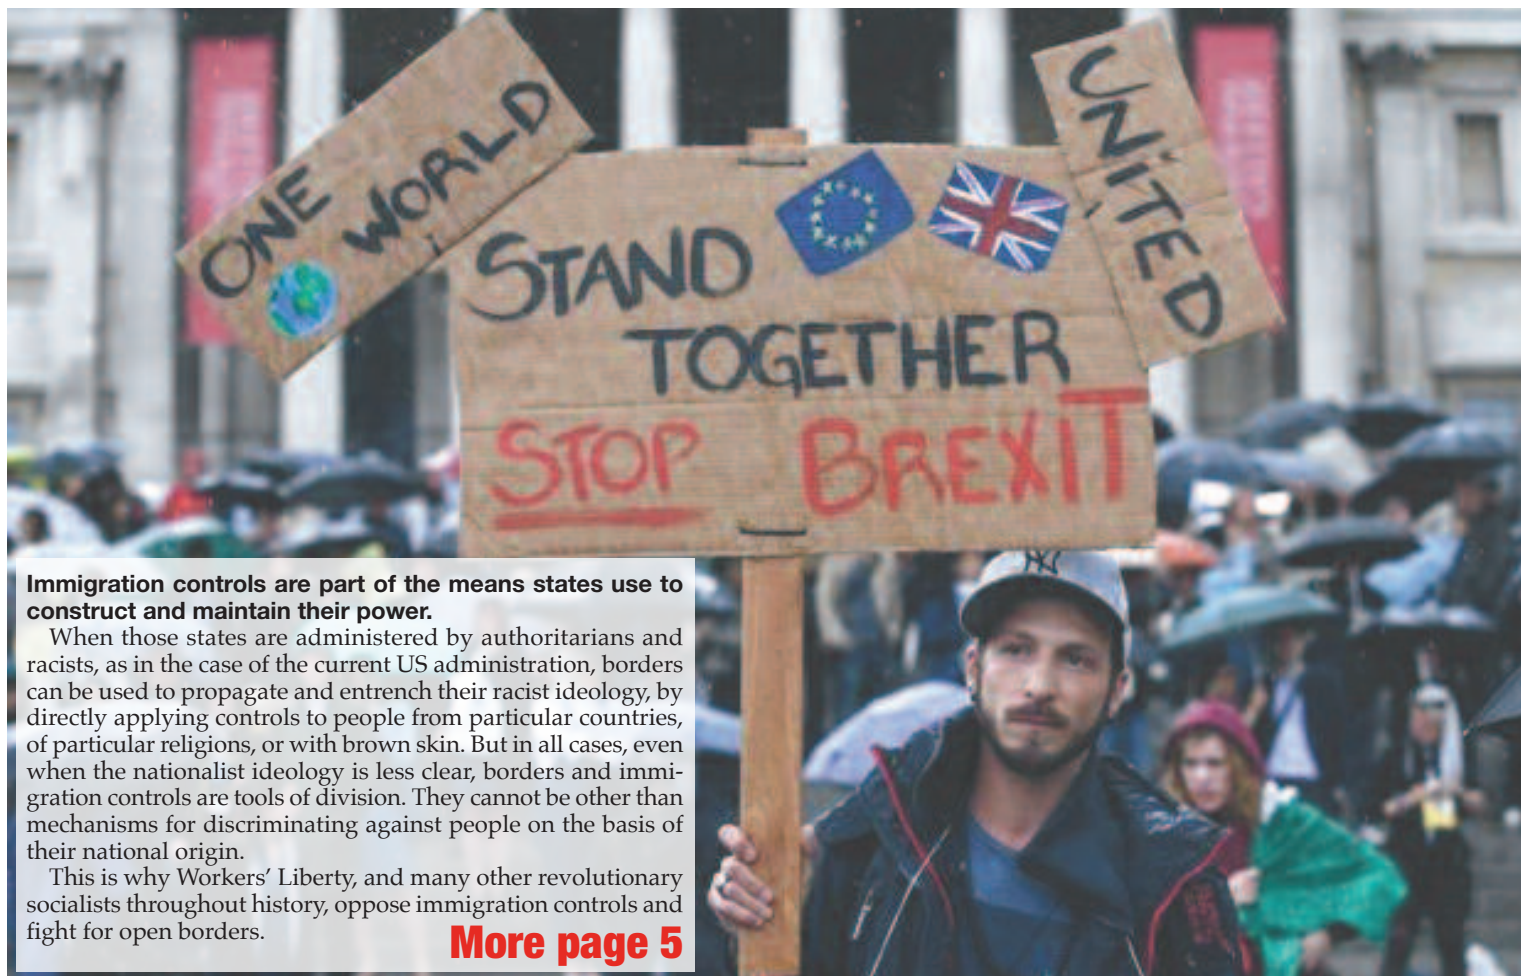 ONE
WORLD
UNITED
STAND
TOGETHER
STOP BREXIT
NY
Immigration controls are part of the means states use to
construct and maintain their power.
When those states are administered by authoritarians and
racists, as in the case of the current US administration, borders
can be used to propagate and entrench their racist ideology, by
directly applying controls to people from particular countries,
of particular religions, or with brown skin. But in all cases, even
when the nationalist ideology is less clear, borders and immi-
gration controls are tools of division. They cannot be other than
mechanisms for discriminating against people on the basis of
their national origin.
This is why Workers’ Liberty, and many other revolutionary
socialists throughout history, oppose immigration controls and
fight for open borders.
More page 5